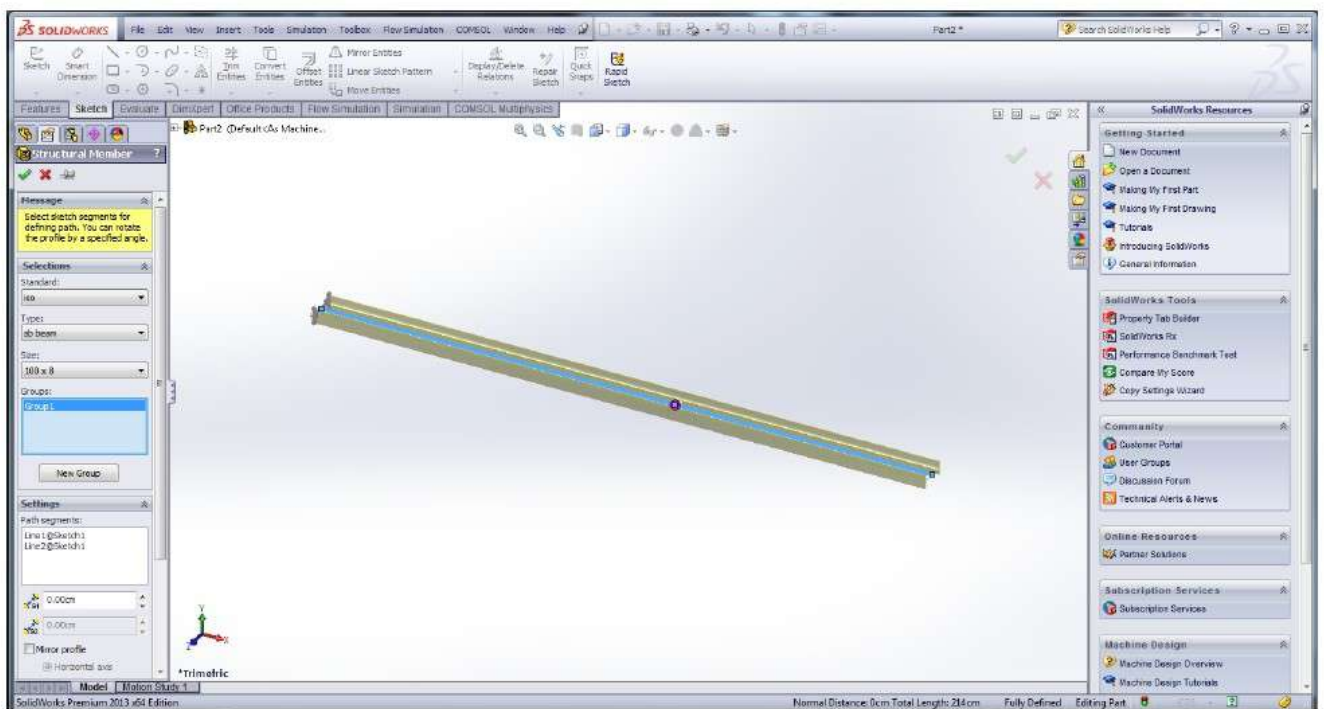 SOLIDWORKS File Edit View Insert Tools Simulation Toolbox Flow Simulation COMSOL Window Help Part2 * Search SolidWorks Help
Sketch Smart Dimension Trim Entities Convert Entities Offset Entities Mirror Entities Linear Sketch Pattern Move Entities Display/Delete Relations Repair Sketch Quick Snaps Rapid Sketch
Features Sketch Evaluate DimXpert Office Products Flow Simulation Simulation COMSOL Multiphysics
Part2 (Default<As Machine...
Structural Member ?
Message
Select sketch segments for
defining path. You can rotate
the profile by a specified angle.
Selections
Standard:
iso
Type:
sb beam
Size:
100 x 8
Groups:
Group1
New Group
Settings
Path segments:
Line1@Sketch1
Line2@Sketch1
0.00cm
0.00cm
Mirror profile
Horizontal axis
Y
X
Z
*Trimetric
Model Motion Study 1
SolidWorks Premium 2013 x64 Edition
Normal Distance: 0cm Total Length: 214cm Fully Defined Editing Part
SolidWorks Resources
Getting Started
New Document
Open a Document
Making My First Part
Making My First Drawing
Tutorials
Introducing SolidWorks
General Information
SolidWorks Tools
Property Tab Builder
SolidWorks Rx
Performance Benchmark Test
Compare My Score
Copy Settings Wizard
Community
Customer Portal
User Groups
Discussion Forum
Technical Alerts & News
Online Resources
Partner Solutions
Subscription Services
Subscription Services
Machine Design
Machine Design Overview
Machine Design Tutorials